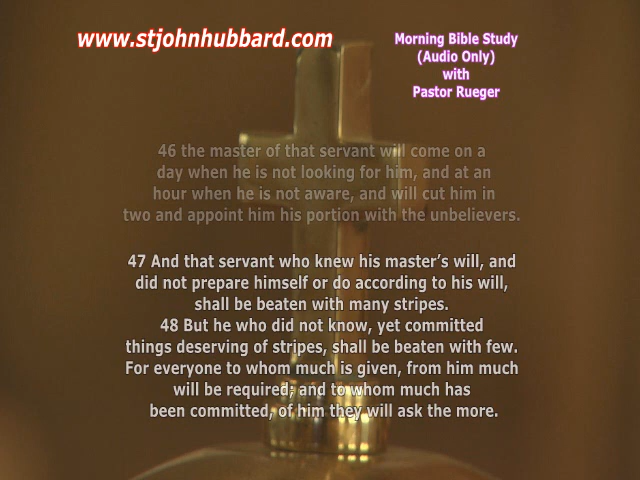 www.stjohnhubbard.com
Morning Bible Study
(Audio Only)
with
Pastor Rueger
46 the master of that servant will come on a
day when he is not looking for him, and at an
hour when he is not aware, and will cut him in
two and appoint him his portion with the unbelievers.
47 And that servant who knew his master’s will, and
did not prepare himself or do according to his will,
shall be beaten with many stripes.
48 But he who did not know, yet committed
things deserving of stripes, shall be beaten with few.
For everyone to whom much is given, from him much
will be required; and to whom much has
been committed, of him they will ask the more.